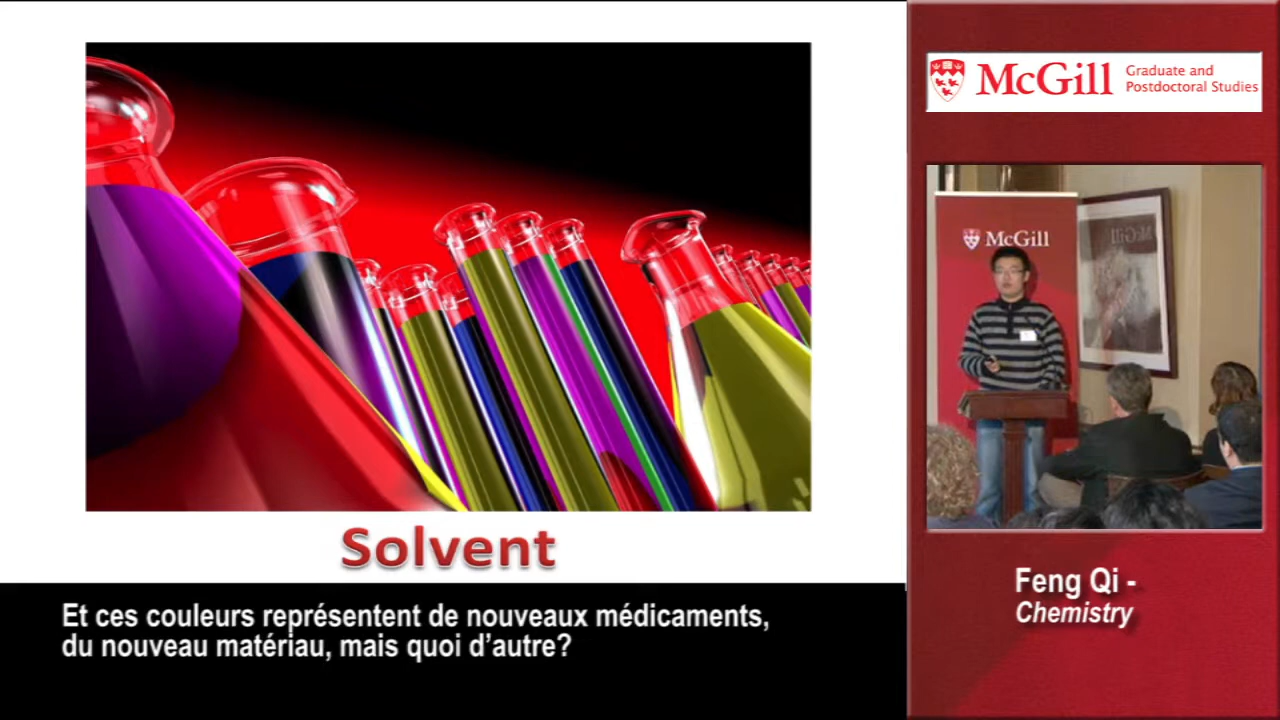 Solvent
Et ces couleurs représentent de nouveaux médicaments,
du nouveau matériau, mais quoi d’autre?
McGill
Graduate and
Postdoctoral Studies
McGill
McGill
Feng Qi -
Chemistry